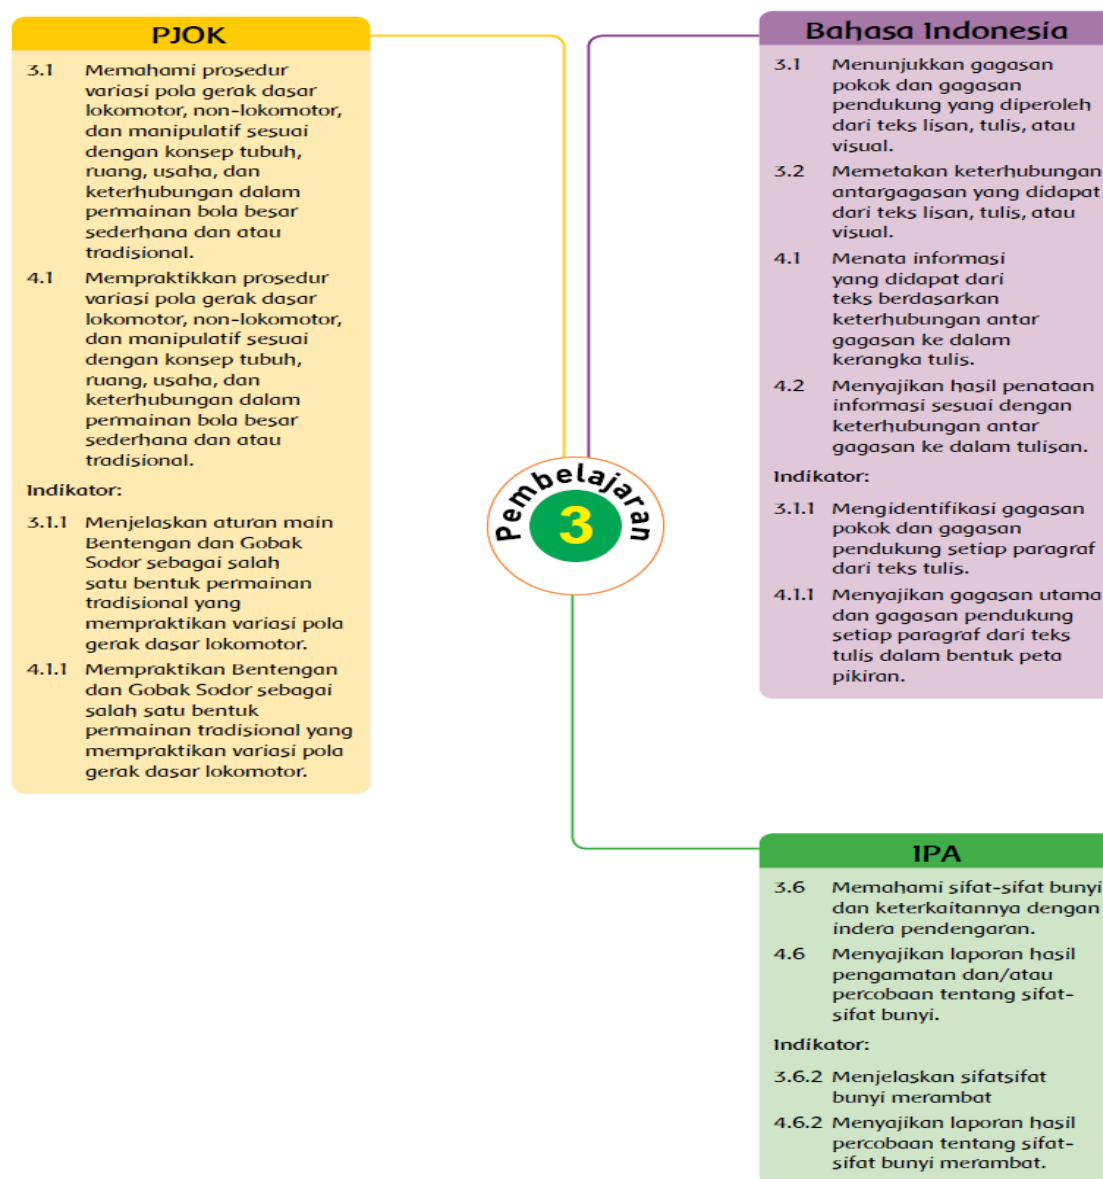 PJOK
3.1 Memahami prosedur
variasi pola gerak dasar
lokomotor, non-lokomotor,
dan manipulatif sesuai
dengan konsep tubuh,
ruang, usaha, dan
keterhubungan dalam
permainan bola besar
sederhana dan atau
tradisional.
4.1 Mempraktikkan prosedur
variasi pola gerak dasar
lokomotor, non-lokomotor,
dan manipulatif sesuai
dengan konsep tubuh,
ruang, usaha, dan
keterhubungan dalam
permainan bola besar
sederhana dan atau
tradisional.
Indikator:
3.1.1 Menjelaskan aturan main
Bentengan dan Gobak
Sodor sebagai salah
satu bentuk permainan
tradisional yang
mempraktikan variasi pola
gerak dasar lokomotor.
4.1.1 Mempraktikan Bentengan
dan Gobak Sodor sebagai
salah satu bentuk
permainan tradisional yang
mempraktikan variasi pola
gerak dasar lokomotor.
Pembelajaran
3
Bahasa Indonesia
3.1 Menunjukkan gagasan
pokok dan gagasan
pendukung yang diperoleh
dari teks lisan, tulis, atau
visual.
3.2 Memetakan keterhubungan
antargagasan yang didapat
dari teks lisan, tulis, atau
visual.
4.1 Menata informasi
yang didapat dari
teks berdasarkan
keterhubungan antar
gagasan ke dalam
kerangka tulis.
4.2 Menyajikan hasil penataan
informasi sesuai dengan
keterhubungan antar
gagasan ke dalam tulisan.
Indikator:
3.1.1 Mengidentifikasi gagasan
pokok dan gagasan
pendukung setiap paragraf
dari teks tulis.
4.1.1 Menyajikan gagasan utama
dan gagasan pendukung
setiap paragraf dari teks
tulis dalam bentuk peta
pikiran.
IPA
3.6 Memahami sifat-sifat bunyi
dan keterkaitannya dengan
indera pendengaran.
4.6 Menyajikan laporan hasil
pengamatan dan/atau
percobaan tentang sifat-
sifat bunyi.
Indikator:
3.6.2 Menjelaskan sifatsifat
bunyi merambat
4.6.2 Menyajikan laporan hasil
percobaan tentang sifat-
sifat bunyi merambat.